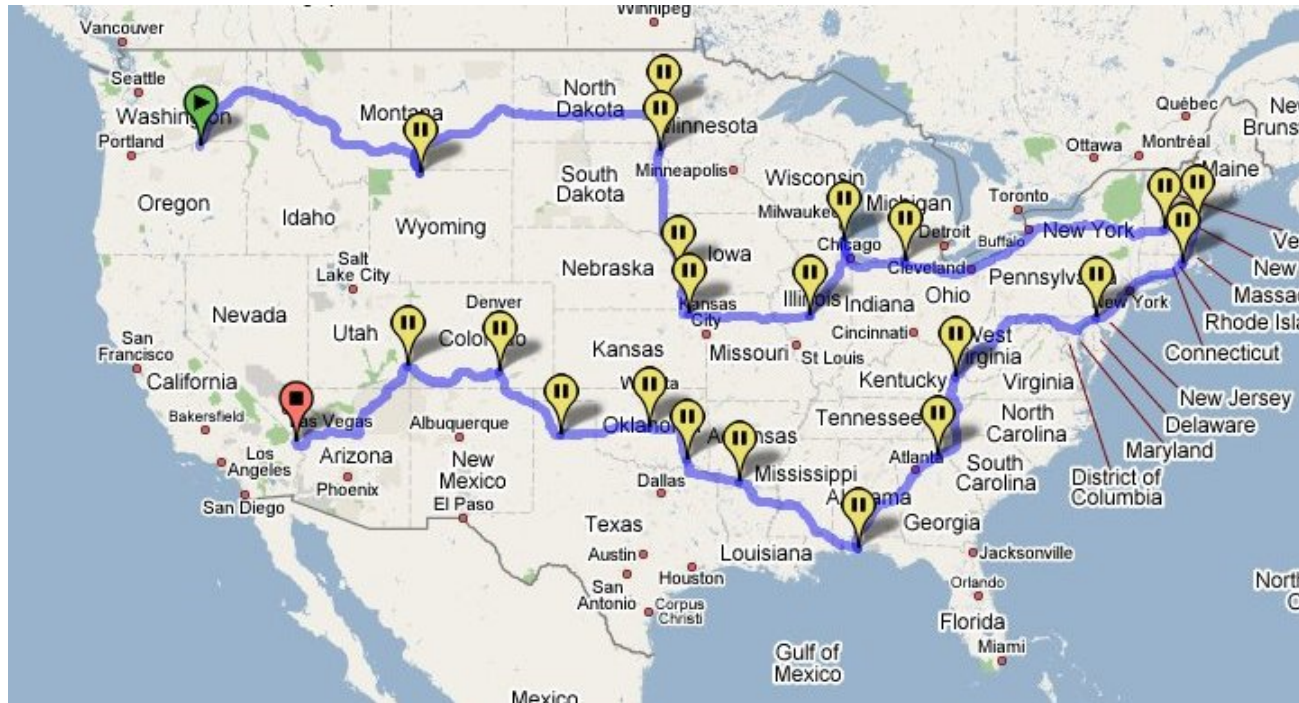 Winnipeg
Vancouver
Seattle
Washington
Portland
Montana
North
Dakota
Minnesota
Québec
New
Brunsw
Ottawa
Montréal
Maine
Oregon
Idaho
Wyoming
South
Dakota
Minneapolis
Wisconsin
Milwaukee
Michigan
Toronto
Detroit
Buffalo
New York
Ve
New
Massac
Rhode Isla
Connecticut
New Jersey
Delaware
Maryland
District of
Columbia
Salt
Lake City
Nebraska
Iowa
Chicago
Cleveland
Pennsylvania
New York
Nevada
Utah
Denver
Colorado
Kansas
City
Illinois
Indiana
Ohio
San
Francisco
California
Kansas
Missouri
St Louis
Cincinnati
West
Virginia
Kentucky
Virginia
Las Vegas
Bakersfield
Albuquerque
Wichita
Oklahoma
Arkansas
Tennessee
North
Carolina
Los
Angeles
Arizona
Phoenix
New
Mexico
Dallas
Mississippi
Atlanta
South
Carolina
San Diego
El Paso
Texas
Alabama
Georgia
Austin
San
Antonio
Houston
Louisiana
Jacksonville
Corpus
Christi
Orlando
Florida
Miami
Gulf of
Mexico
Mexico
North